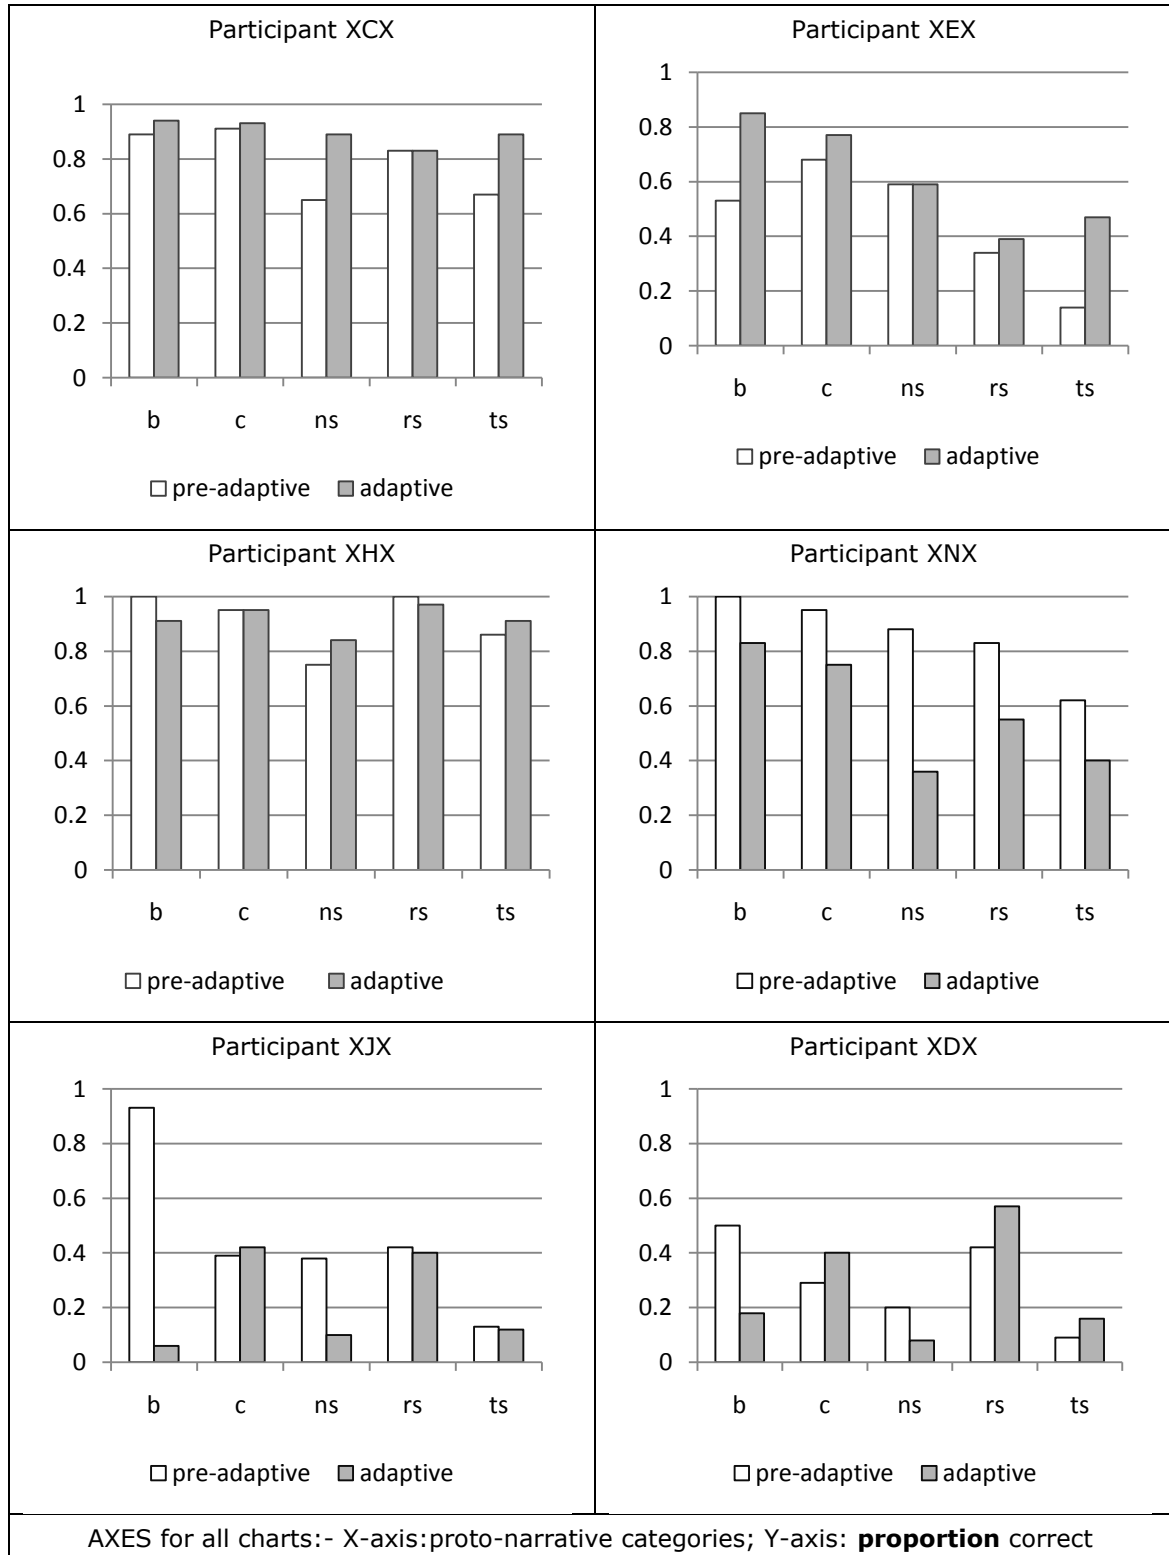 Participant XCX
1
0.8
0.6
0.4
0.2
0
b c ns rs ts
pre-adaptive adaptive
Participant XEX
1
0.8
0.6
0.4
0.2
0
b c ns rs ts
pre-adaptive adaptive
Participant XHX
1
0.8
0.6
0.4
0.2
0
b c ns rs ts
pre-adaptive adaptive
Participant XNX
1
0.8
0.6
0.4
0.2
0
b c ns rs ts
pre-adaptive adaptive
Participant XJX
1
0.8
0.6
0.4
0.2
0
b c ns rs ts
pre-adaptive adaptive
Participant XDX
1
0.8
0.6
0.4
0.2
0
b c ns rs ts
pre-adaptive adaptive
AXES for all charts:- X-axis:proto-narrative categories; Y-axis: proportion correct